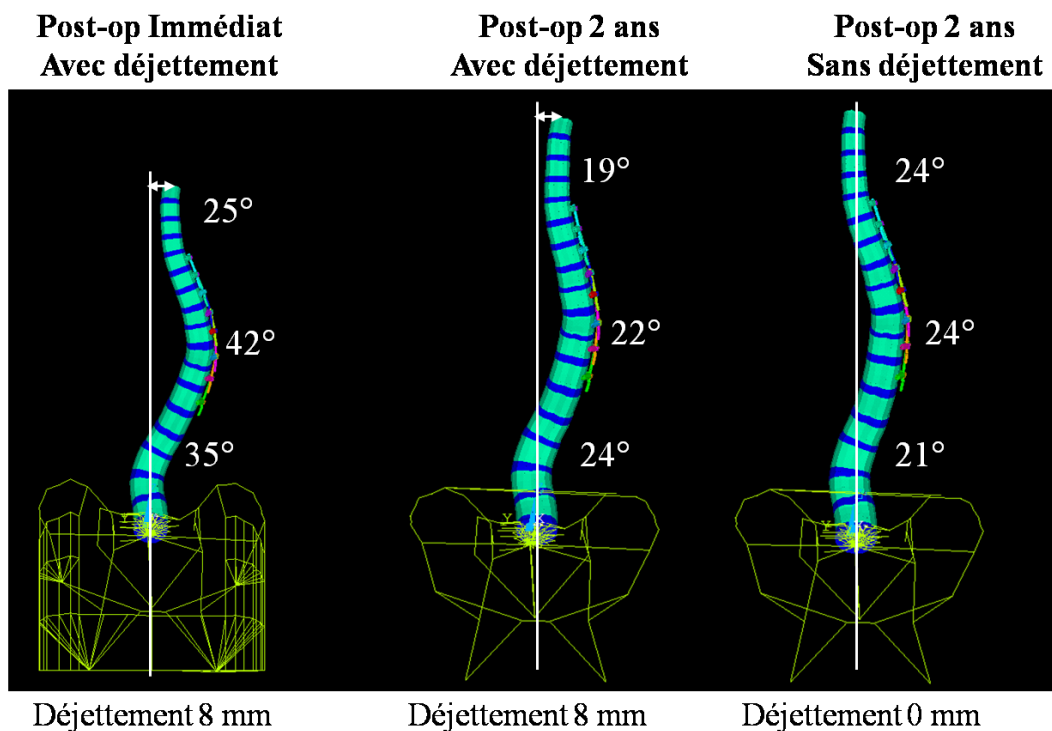 Post-op Immédiat
Avec déjettement
Post-op 2 ans
Avec déjettement
Post-op 2 ans
Sans déjettement
25°
42°
35°
19°
22°
24°
24°
24°
21°
Y
Y
Y
Déjettement 8 mm
Déjettement 8 mm
Déjettement 0 mm